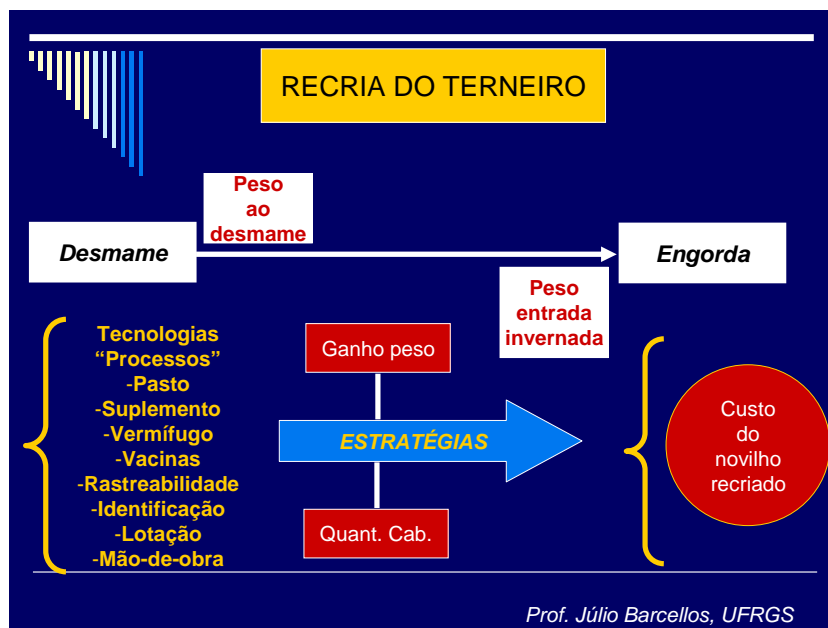 RECRIA DO TERNEIRO
Peso
ao
desmame
Desmame
Engorda
Peso
entrada
invernada
Tecnologias
“Processos”
-Pasto
-Suplemento
-Vermífugo
-Vacinas
-Rastreabilidade
-Identificação
-Lotação
-Mão-de-obra
Ganho peso
ESTRATÉGIAS
Quant. Cab.
Custo
do
novilho
recriado
Prof. Júlio Barcellos, UFRGS